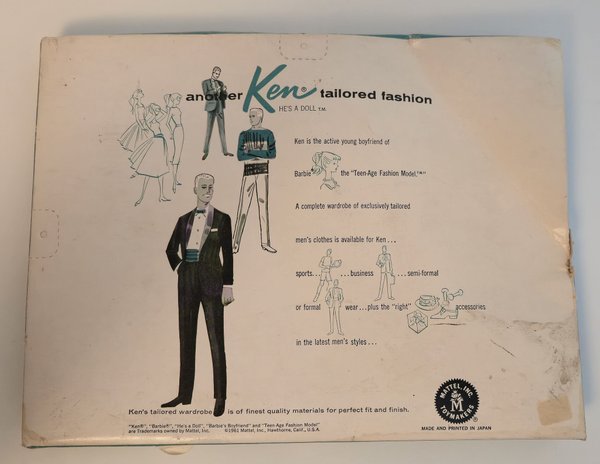 another Ken® tailored fashion
HE'S A DOLL T.M.
Ken is the active young boyfriend of
Barbie the "Teen-Age Fashion Model,™"
A complete wardrobe of exclusively tailored
men's clothes is available for Ken...
sports... ...business ...semi-formal
or formal wear...plus the "right" accessories
in the latest men's styles...
Ken's tailored wardrobe is of finest quality materials for perfect fit and finish.
"Ken®", "Barbie®", "He's a Doll", "Barbie's Boyfriend" and "Teen-Age Fashion Model"
are Trademarks owned by Mattel, Inc. ©1961 Mattel, Inc., Hawthorne, Calif., U.S.A.
MATTEL, INC.
M
TOYMAKERS
MADE AND PRINTED IN JAPAN